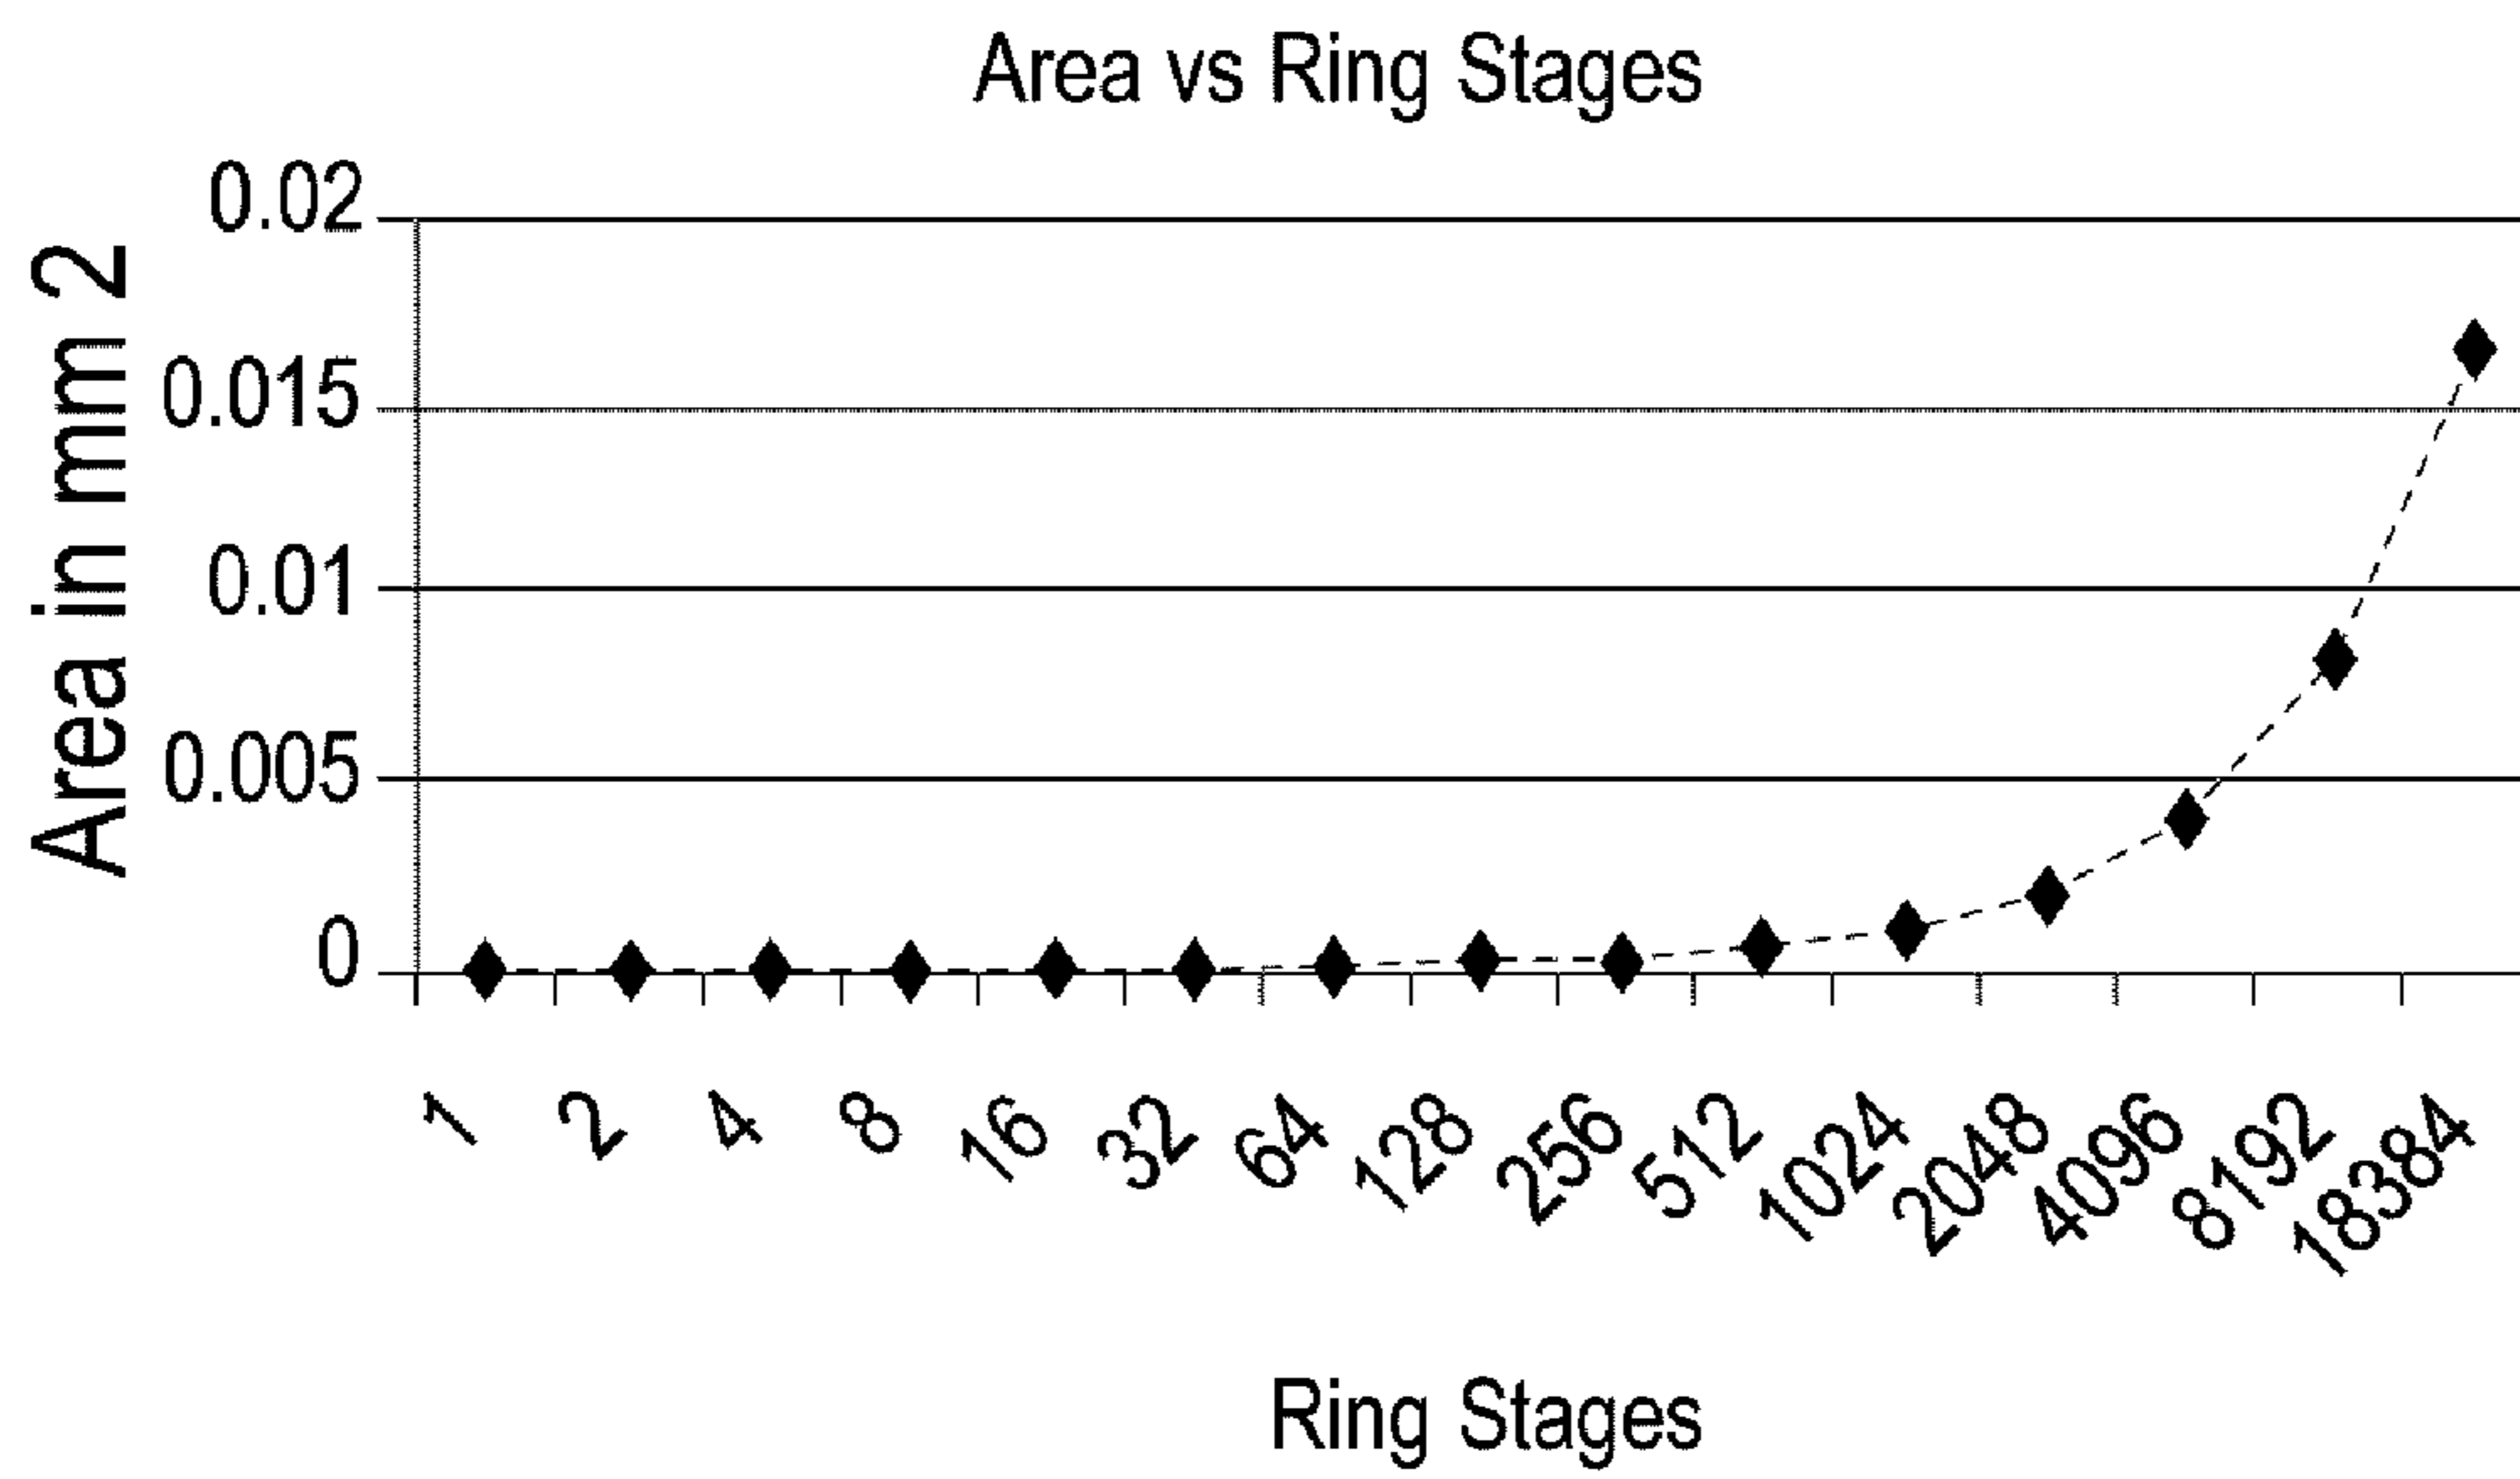 Area vs Ring Stages
Area in mm 2
0.02
0.015
0.01
0.005
0
1 2 4 8 16 32 64 128 256 512 1024 2048 4096 8192 18384
Ring Stages